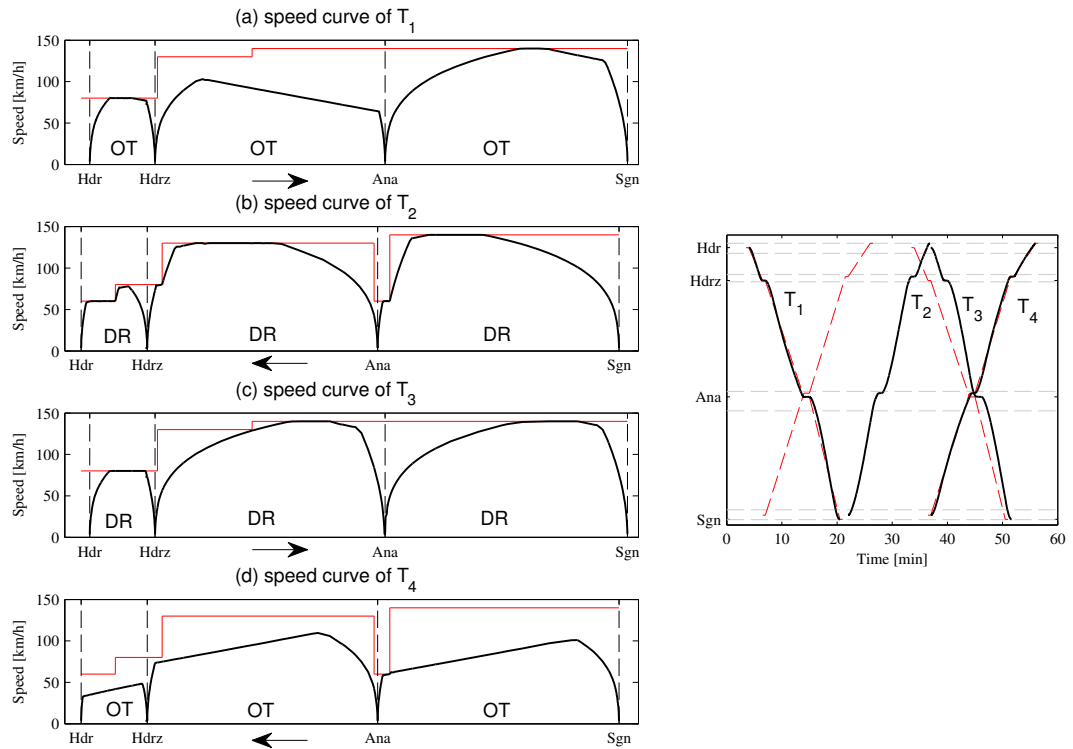 (a) speed curve of T1
Speed [km/h]
150
100
50
0
OT
OT
OT
Hdr
Hdrz
Ana
Sgn
(b) speed curve of T2
Speed [km/h]
150
100
50
0
DR
DR
DR
Hdr
Hdrz
Ana
Sgn
(c) speed curve of T3
Speed [km/h]
150
100
50
0
DR
DR
DR
Hdr
Hdrz
Ana
Sgn
(d) speed curve of T4
Speed [km/h]
150
100
50
0
OT
OT
OT
Hdr
Hdrz
Ana
Sgn
Hdr
Hdrz
Ana
Sgn
T1
T2
T3
T4
0 10 20 30 40 50 60
Time [min]